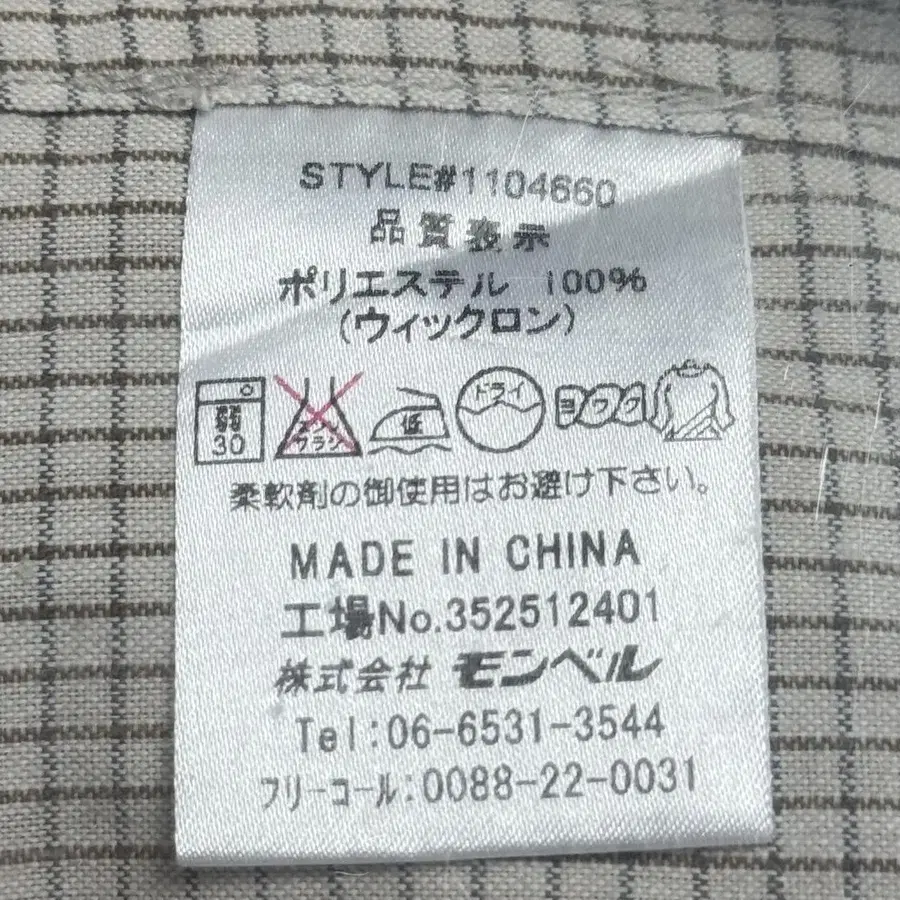 STYLE#1104660
品質表示
ポリエステル 100%
(ウィックロン)
30 低 ドライ ヨワク
柔軟剤の御使用はお避け下さい。
MADE IN CHINA
工場No.352512401
株式会社 モンベル
Tel:06-6531-3544
フリーコール:0088-22-0031